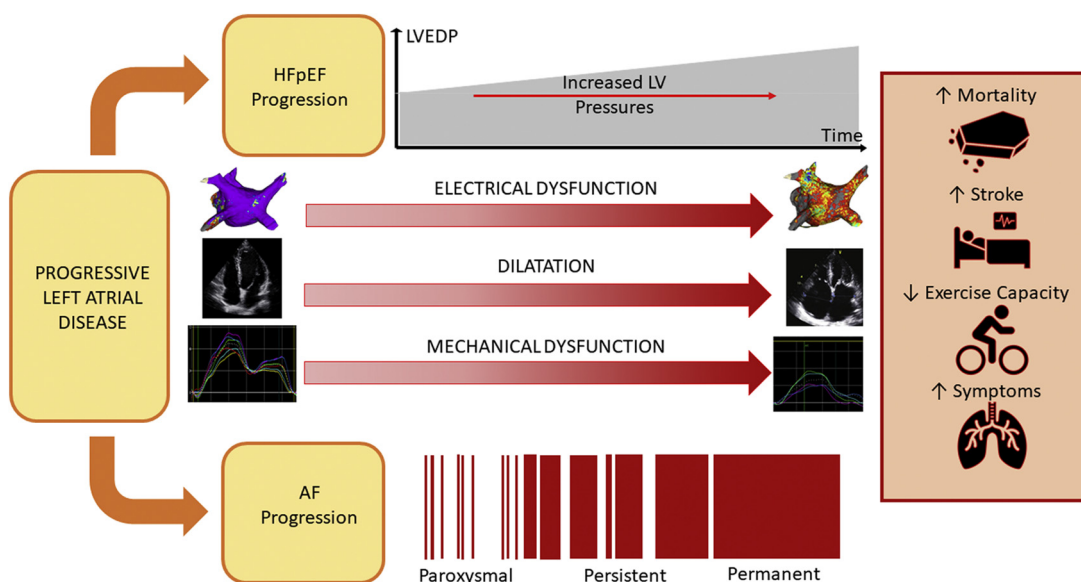 HFpEF
Progression
LVEDP
Increased LV
Pressures
Time
PROGRESSIVE
LEFT ATRIAL
DISEASE
ELECTRICAL DYSFUNCTION
DILATATION
MECHANICAL DYSFUNCTION
AF
Progression
Paroxysmal
Persistent
Permanent
↑ Mortality
↑ Stroke
↓ Exercise Capacity
↑ Symptoms